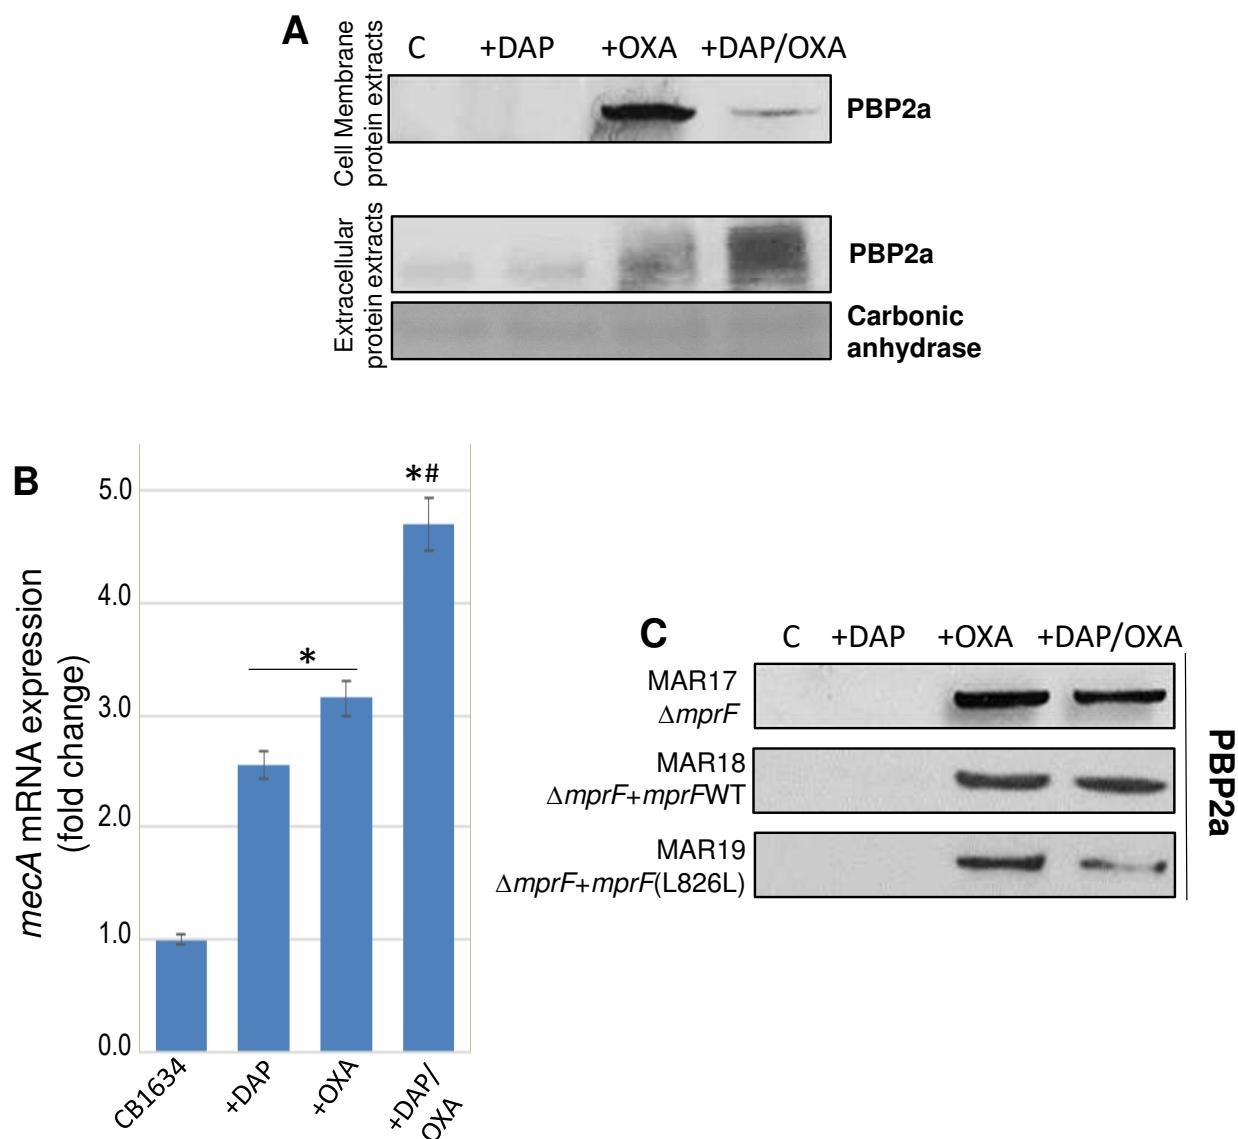 A
C +DAP +OXA +DAP/OXA
Cell Membrane
protein extracts
PBP2a
Extracellular
protein extracts
PBP2a
Carbonic
anhydrase
B
mecA mRNA expression
(fold change)
5.0
4.0
3.0
2.0
1.0
0.0
*
*#
CB1634
+DAP
+OXA
+DAP/
OXA
C
C +DAP +OXA +DAP/OXA
MAR17
ΔmprF
MAR18
ΔmprF+mprFWT
MAR19
ΔmprF+mprF(L826L)
PBP2a